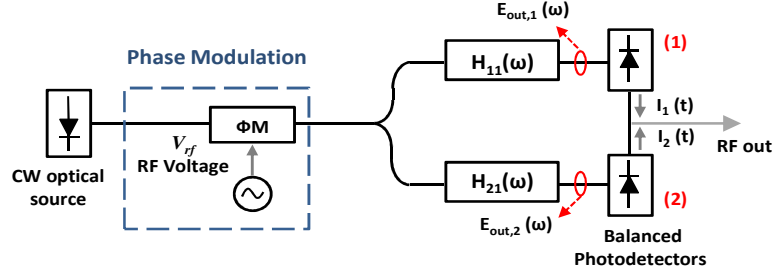 E_out,1 (ω)
(1)
Phase Modulation
H₁₁(ω)
I₁ (t)
V_rf
ΦM
I₂ (t)
RF Voltage
RF out
CW optical
source
H₂₁(ω)
(2)
E_out,2 (ω)
Balanced
Photodetectors